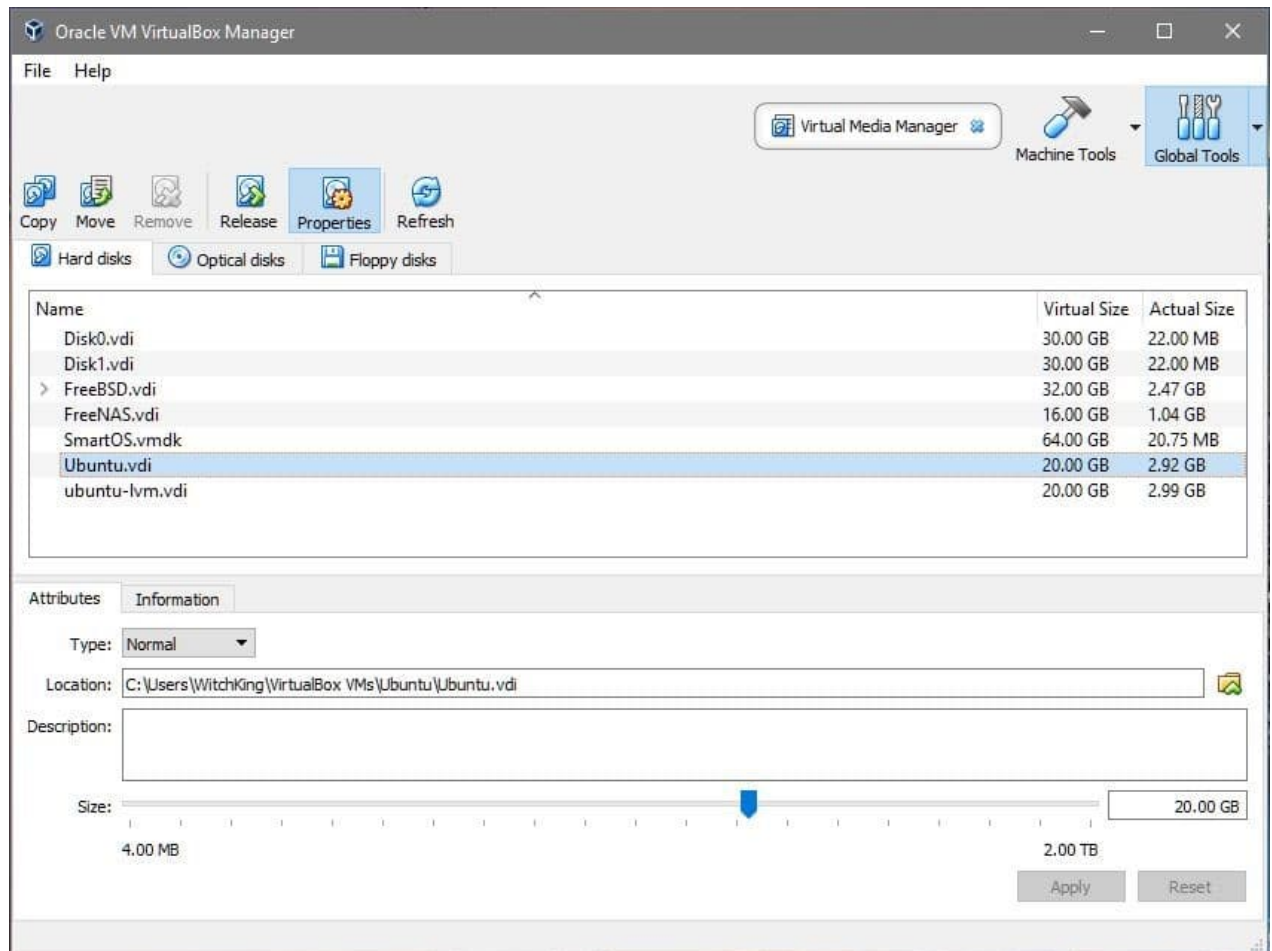 Oracle VM VirtualBox Manager
File Help
Virtual Media Manager
Machine Tools
Global Tools
Copy Move Remove Release Properties Refresh
Hard disks Optical disks Floppy disks
Name Virtual Size Actual Size
Disk0.vdi 30.00 GB 22.00 MB
Disk1.vdi 30.00 GB 22.00 MB
FreeBSD.vdi 32.00 GB 2.47 GB
FreeNAS.vdi 16.00 GB 1.04 GB
SmartOS.vmdk 64.00 GB 20.75 MB
Ubuntu.vdi 20.00 GB 2.92 GB
ubuntu-lvm.vdi 20.00 GB 2.99 GB
Attributes Information
Type: Normal
Location: C:\Users\WitchKing\VirtualBox VMs\Ubuntu\Ubuntu.vdi
Description:
Size: 20.00 GB
4.00 MB 2.00 TB
Apply Reset